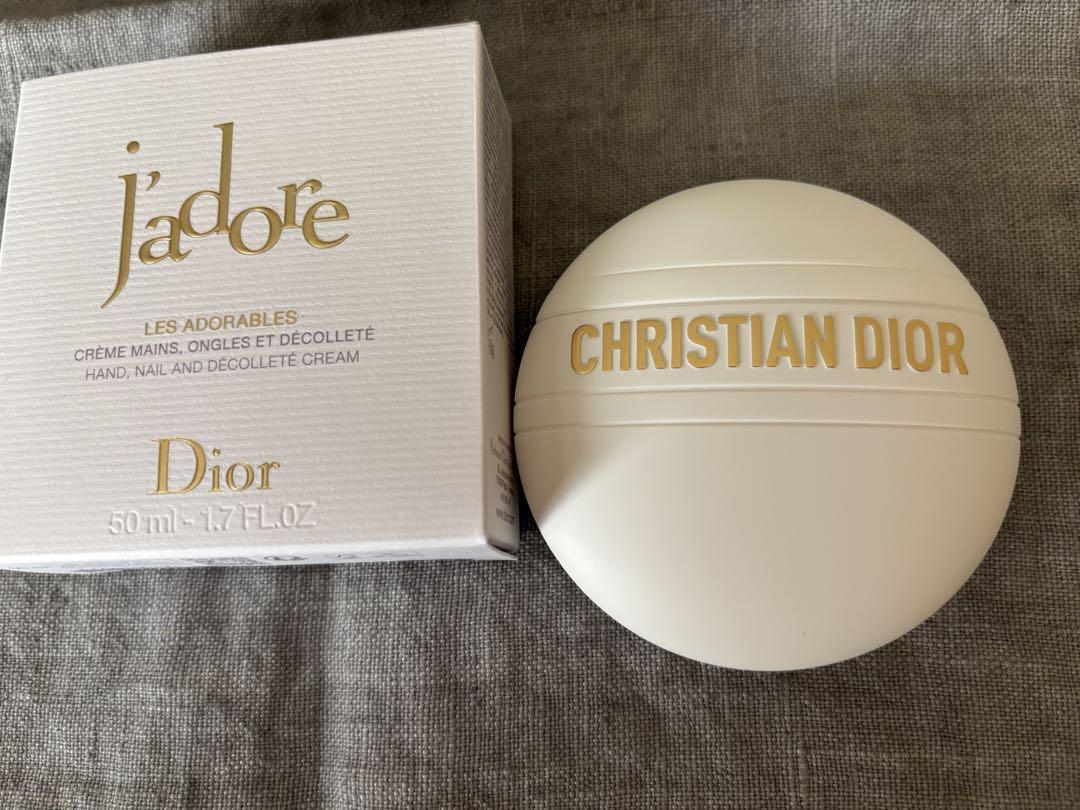 j'adore
LES ADORABLES
CRÈME MAINS, ONGLES ET DÉCOLLETÉ
HAND, NAIL AND DÉCOLLETÉ CREAM
Dior
50 ml - 1.7 FL.OZ
CHRISTIAN DIOR